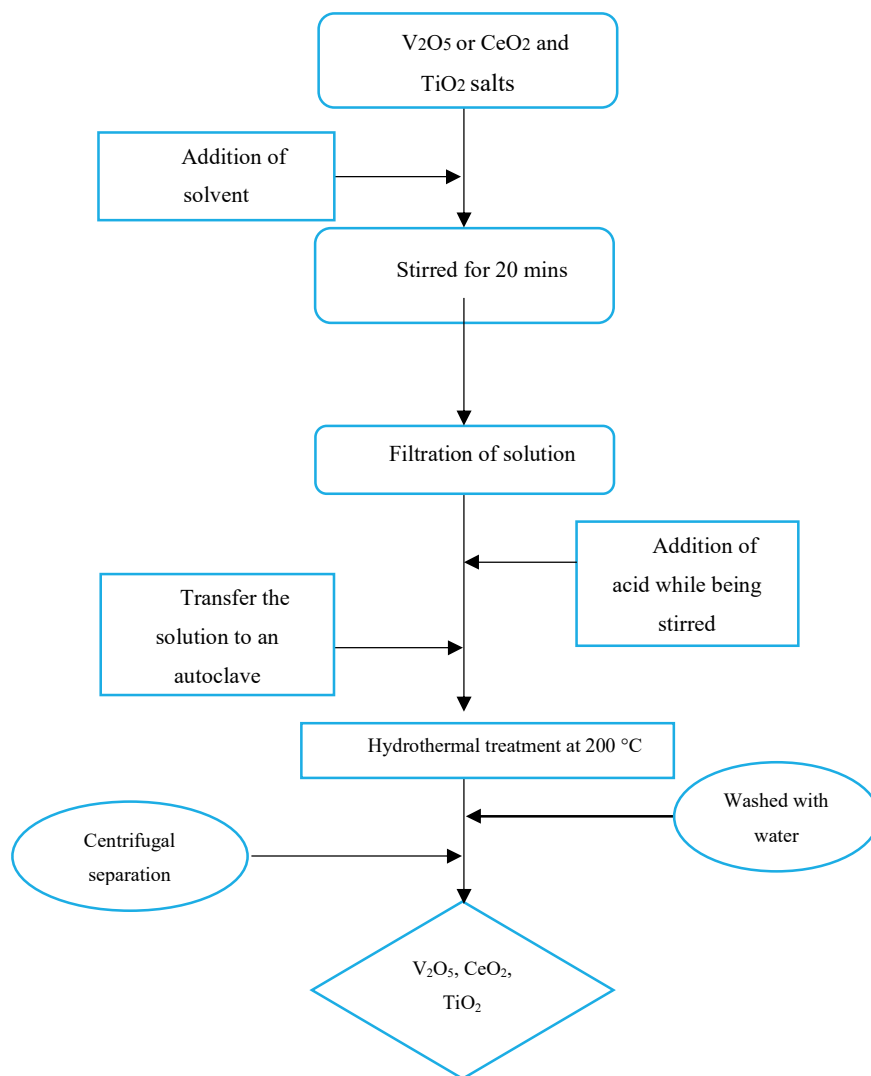 V2O5 or CeO2 and
TiO2 salts
Addition of
solvent
Stirred for 20 mins
Filtration of solution
Addition of
acid while being
stirred
Transfer the
solution to an
autoclave
Hydrothermal treatment at 200 °C
Washed with
water
Centrifugal
separation
V₂O₅, CeO₂,
TiO₂